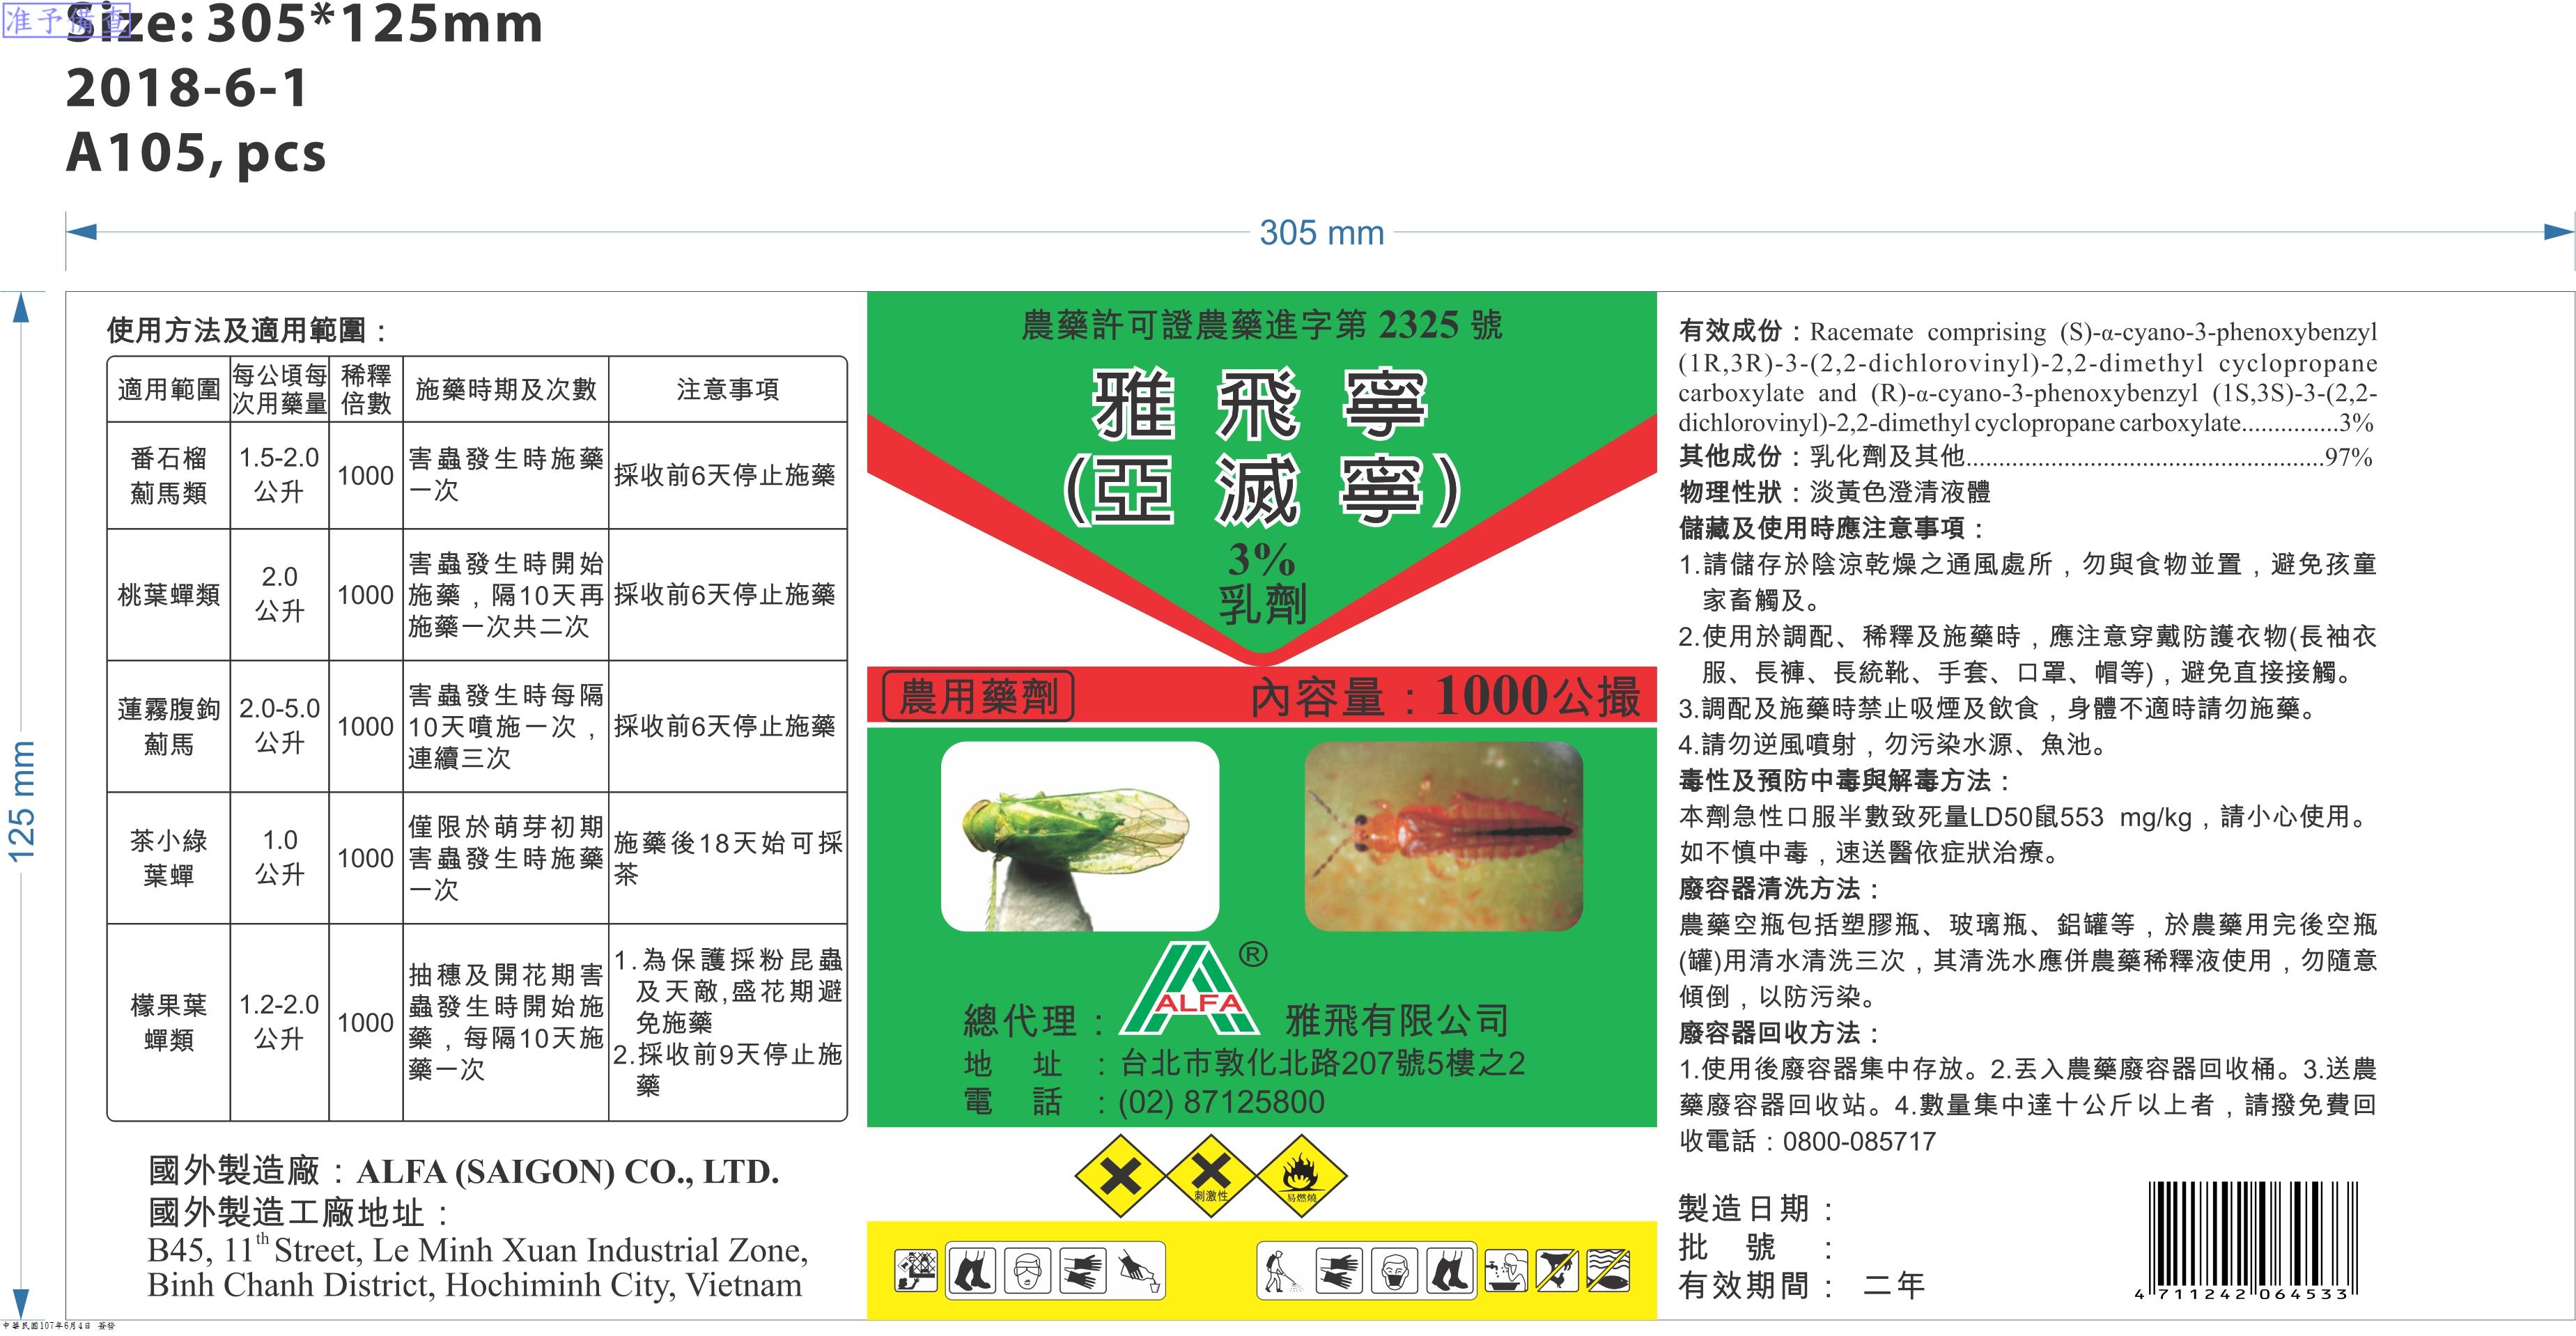 准予備查
Size: 305*125mm
2018-6-1
A105, pcs
305 mm
125 mm
使用方法及適用範圍：
適用範圍 每公頃每次用藥量 稀釋倍數 施藥時期及次數 注意事項
番石榴薊馬類 1.5-2.0公升 1000 害蟲發生時施藥一次 採收前6天停止施藥
桃葉蟬類 2.0公升 1000 害蟲發生時開始施藥，隔10天再施藥一次共二次 採收前6天停止施藥
蓮霧腹鉤薊馬 2.0-5.0公升 1000 害蟲發生時每隔10天噴施一次，連續三次 採收前6天停止施藥
茶小綠葉蟬 1.0公升 1000 僅限於萌芽初期害蟲發生時施藥一次 施藥後18天始可採茶
檬果葉蟬類 1.2-2.0公升 1000 抽穗及開花期害蟲發生時開始施藥，每隔10天施藥一次 1.為保護採粉昆蟲及天敵,盛花期避免施藥 2.採收前9天停止施藥
國外製造廠：ALFA (SAIGON) CO., LTD.
國外製造工廠地址：
B45, 11th Street, Le Minh Xuan Industrial Zone,
Binh Chanh District, Hochiminh City, Vietnam
農藥許可證農藥進字第 2325 號
雅飛寧
(亞滅寧)
3%
乳劑
農用藥劑
內容量：1000公撮
ALFA ®
總代理： 雅飛有限公司
地 址 ：台北市敦化北路207號5樓之2
電 話 ：(02) 87125800
刺激性
易燃燒
有效成份：Racemate comprising (S)-α-cyano-3-phenoxybenzyl
(1R,3R)-3-(2,2-dichlorovinyl)-2,2-dimethyl cyclopropane
carboxylate and (R)-α-cyano-3-phenoxybenzyl (1S,3S)-3-(2,2-
dichlorovinyl)-2,2-dimethyl cyclopropane carboxylate...............3%
其他成份：乳化劑及其他.......................................................97%
物理性狀：淡黃色澄清液體
儲藏及使用時應注意事項：
1.請儲存於陰涼乾燥之通風處所，勿與食物並置，避免孩童
家畜觸及。
2.使用於調配、稀釋及施藥時，應注意穿戴防護衣物(長袖衣
服、長褲、長統靴、手套、口罩、帽等)，避免直接接觸。
3.調配及施藥時禁止吸煙及飲食，身體不適時請勿施藥。
4.請勿逆風噴射，勿污染水源、魚池。
毒性及預防中毒與解毒方法：
本劑急性口服半數致死量LD50鼠553 mg/kg，請小心使用。
如不慎中毒，速送醫依症狀治療。
廢容器清洗方法：
農藥空瓶包括塑膠瓶、玻璃瓶、鋁罐等，於農藥用完後空瓶
(罐)用清水清洗三次，其清洗水應併農藥稀釋液使用，勿隨意
傾倒，以防污染。
廢容器回收方法：
1.使用後廢容器集中存放。2.丟入農藥廢容器回收桶。3.送農
藥廢容器回收站。4.數量集中達十公斤以上者，請撥免費回
收電話：0800-085717
製造日期：
批 號 ：
有效期間： 二年
4 711242 064533
中華民國107年6月4日 簽發